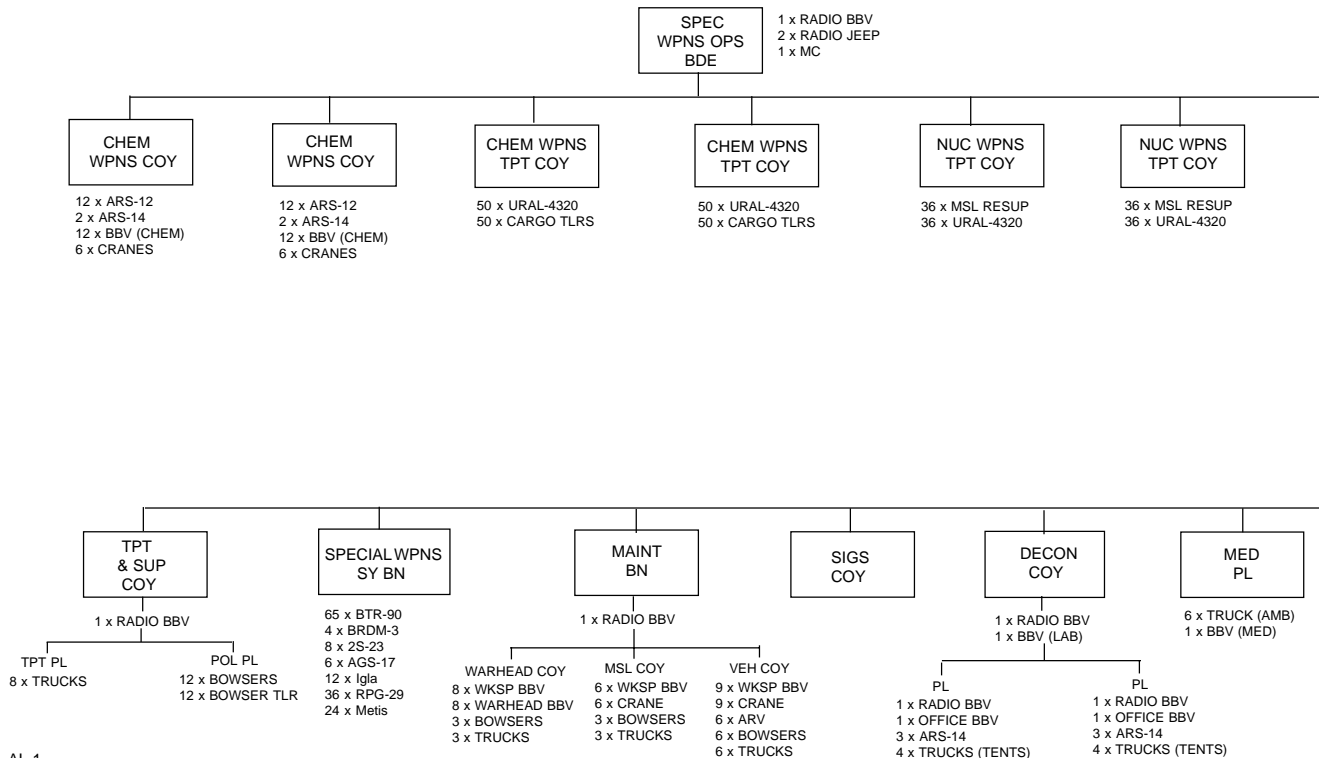 SPEC
WPNS OPS
BDE
1 x RADIO BBV
2 x RADIO JEEP
1 x MC
CHEM
WPNS COY
12 x ARS-12
2 x ARS-14
12 x BBV (CHEM)
6 x CRANES
CHEM
WPNS COY
12 x ARS-12
2 x ARS-14
12 x BBV (CHEM)
6 x CRANES
CHEM WPNS
TPT COY
50 x URAL-4320
50 x CARGO TLRS
CHEM WPNS
TPT COY
50 x URAL-4320
50 x CARGO TLRS
NUC WPNS
TPT COY
36 x MSL RESUP
36 x URAL-4320
NUC WPNS
TPT COY
36 x MSL RESUP
36 x URAL-4320
TPT
& SUP
COY
1 x RADIO BBV
TPT PL
8 x TRUCKS
POL PL
12 x BOWSERS
12 x BOWSER TLR
SPECIAL WPNS
SY BN
65 x BTR-90
4 x BRDM-3
8 x 2S-23
6 x AGS-17
12 x Igla
36 x RPG-29
24 x Metis
MAINT
BN
1 x RADIO BBV
WARHEAD COY
8 x WKSP BBV
8 x WARHEAD BBV
3 x BOWSERS
3 x TRUCKS
MSL COY
6 x WKSP BBV
6 x CRANE
3 x BOWSERS
3 x TRUCKS
VEH COY
9 x WKSP BBV
9 x CRANE
6 x ARV
6 x BOWSERS
6 x TRUCKS
SIGS
COY
DECON
COY
1 x RADIO BBV
1 x BBV (LAB)
PL
1 x RADIO BBV
1 x OFFICE BBV
3 x ARS-14
4 x TRUCKS (TENTS)
PL
1 x RADIO BBV
1 x OFFICE BBV
3 x ARS-14
4 x TRUCKS (TENTS)
MED
PL
6 x TRUCK (AMB)
1 x BBV (MED)